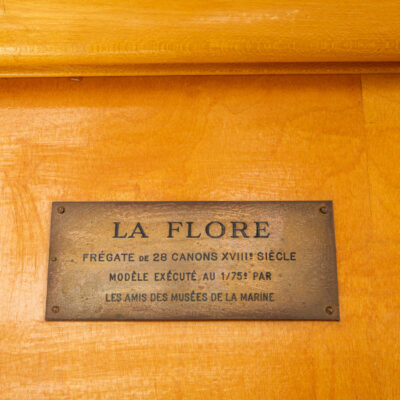 LA FLORE
FRÉGATE DE 28 CANONS XVIIIᵉ SIÈCLE
MODÈLE EXÉCUTÉ AU 1/75ᵉ PAR
LES AMIS DES MUSÉES DE LA MARINE